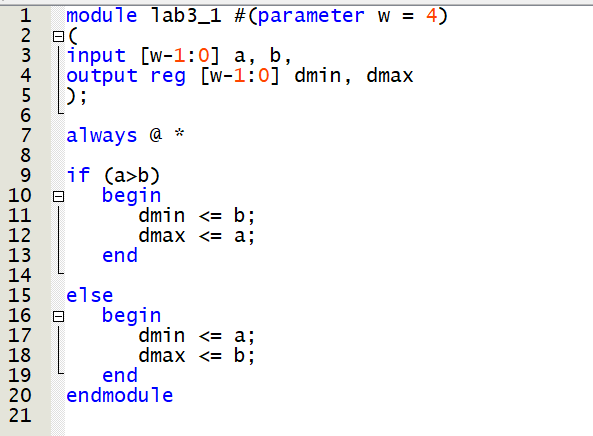 1 module lab3_1 #(parameter w = 4)
2 (
3 input [w-1:0] a, b,
4 output reg [w-1:0] dmin, dmax
5 );
6
7 always @ *
8
9 if (a>b)
10 begin
11 dmin <= b;
12 dmax <= a;
13 end
14
15 else
16 begin
17 dmin <= a;
18 dmax <= b;
19 end
20 endmodule
21